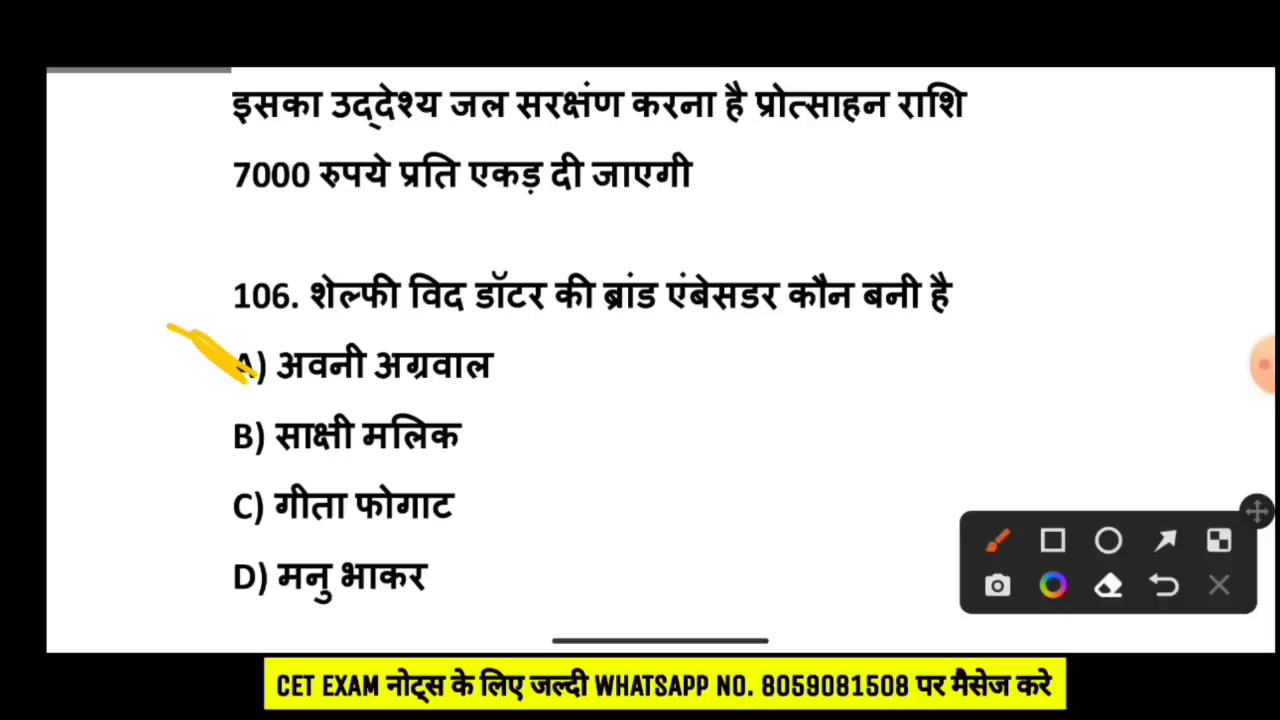 इसका उद्देश्य जल सरक्षंण करना है प्रोत्साहन राशि
7000 रुपये प्रति एकड़ दी जाएगी
106. शेल्फी विद डॉटर की ब्रांड एंबेसडर कौन बनी है
A) अवनी अग्रवाल
B) साक्षी मलिक
C) गीता फोगाट
D) मनु भाकर
CET EXAM नोट्स के लिए जल्दी WHATSAPP NO. 8059081508 पर मैसेज करे